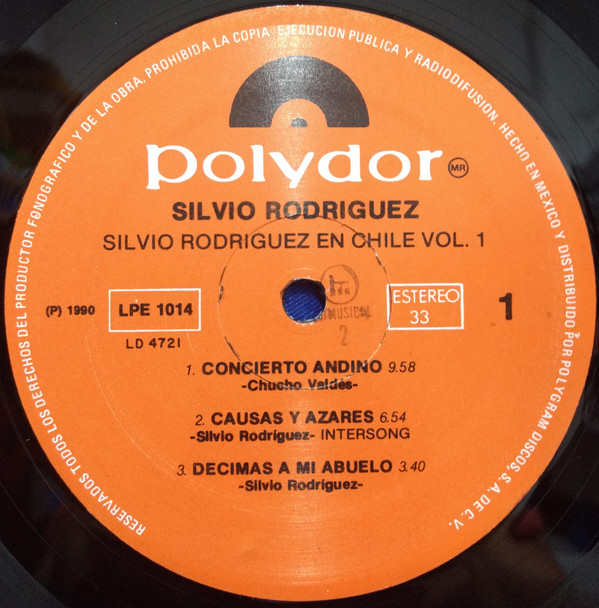 RESERVADOS TODOS LOS DERECHOS DEL PRODUCTOR FONOGRAFICO Y DE LA OBRA. PROHIBIDA LA COPIA EJECUCION PUBLICA Y RADIODIFUSION. HECHO EN MEXICO Y DISTRIBUIDO POR POLYGRAM DISCOS, S. A. DE C. V.
polydor MR
SILVIO RODRIGUEZ
SILVIO RODRIGUEZ EN CHILE VOL. 1
(P) 1990
LPE 1014
LD 4721
ESTEREO
33
1
2
1. CONCIERTO ANDINO 9.58
-Chucho Valdés-
2. CAUSAS Y AZARES 6.54
-Silvio Rodríguez- INTERSONG
3. DECIMAS A MI ABUELO 3.40
-Silvio Rodríguez-